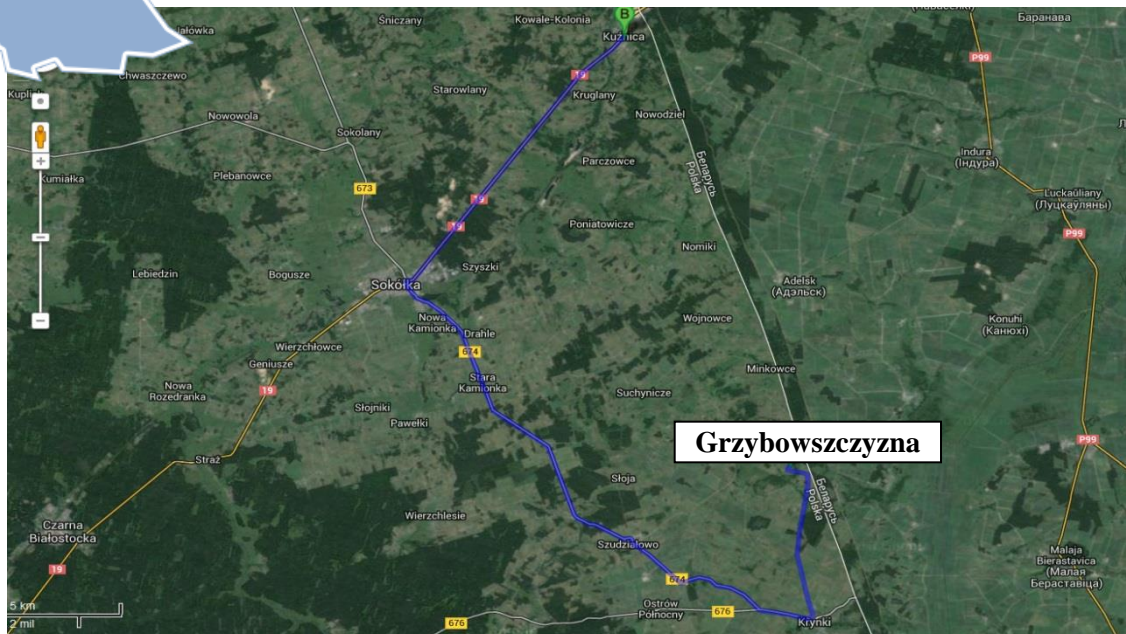 Śniczany
Kowale-Kolonia
B
Kuźnica
Баранава
Jałówka
P99
Chwaszczewo
19
Starowlany
Kruglany
Nowowola
Nowodziel
Sokolany
Indura
(Індура)
Беларусь
Polska
Parczowce
Kumiałka
Plebanowce
673
Luckaŭliany
(Луцкаўляны)
19
Poniatowicze
P99
19
Nomiki
Lebiedzin
Bogusze
Szyszki
Adelsk
(Адэльск)
Sokółka
Nowa
Kamionka
Wojnowce
Konuhi
(Канюхі)
Drahle
Wierzchłowce
674
Geniusze
Minkowce
Nowa
Rozedranka
19
Stara
Kamionka
Suchynicze
Słojniki
Pawełki
Grzybowszczyzna
P99
Straż
Słoja
Беларусь
Polska
Wierzchlesie
Czarna
Białostocka
Szudziałowo
Malaja
Bierastavica
(Малая
Бераставіца)
19
674
5 km
2 mil
Ostrów
Północny
676
676
Krynki